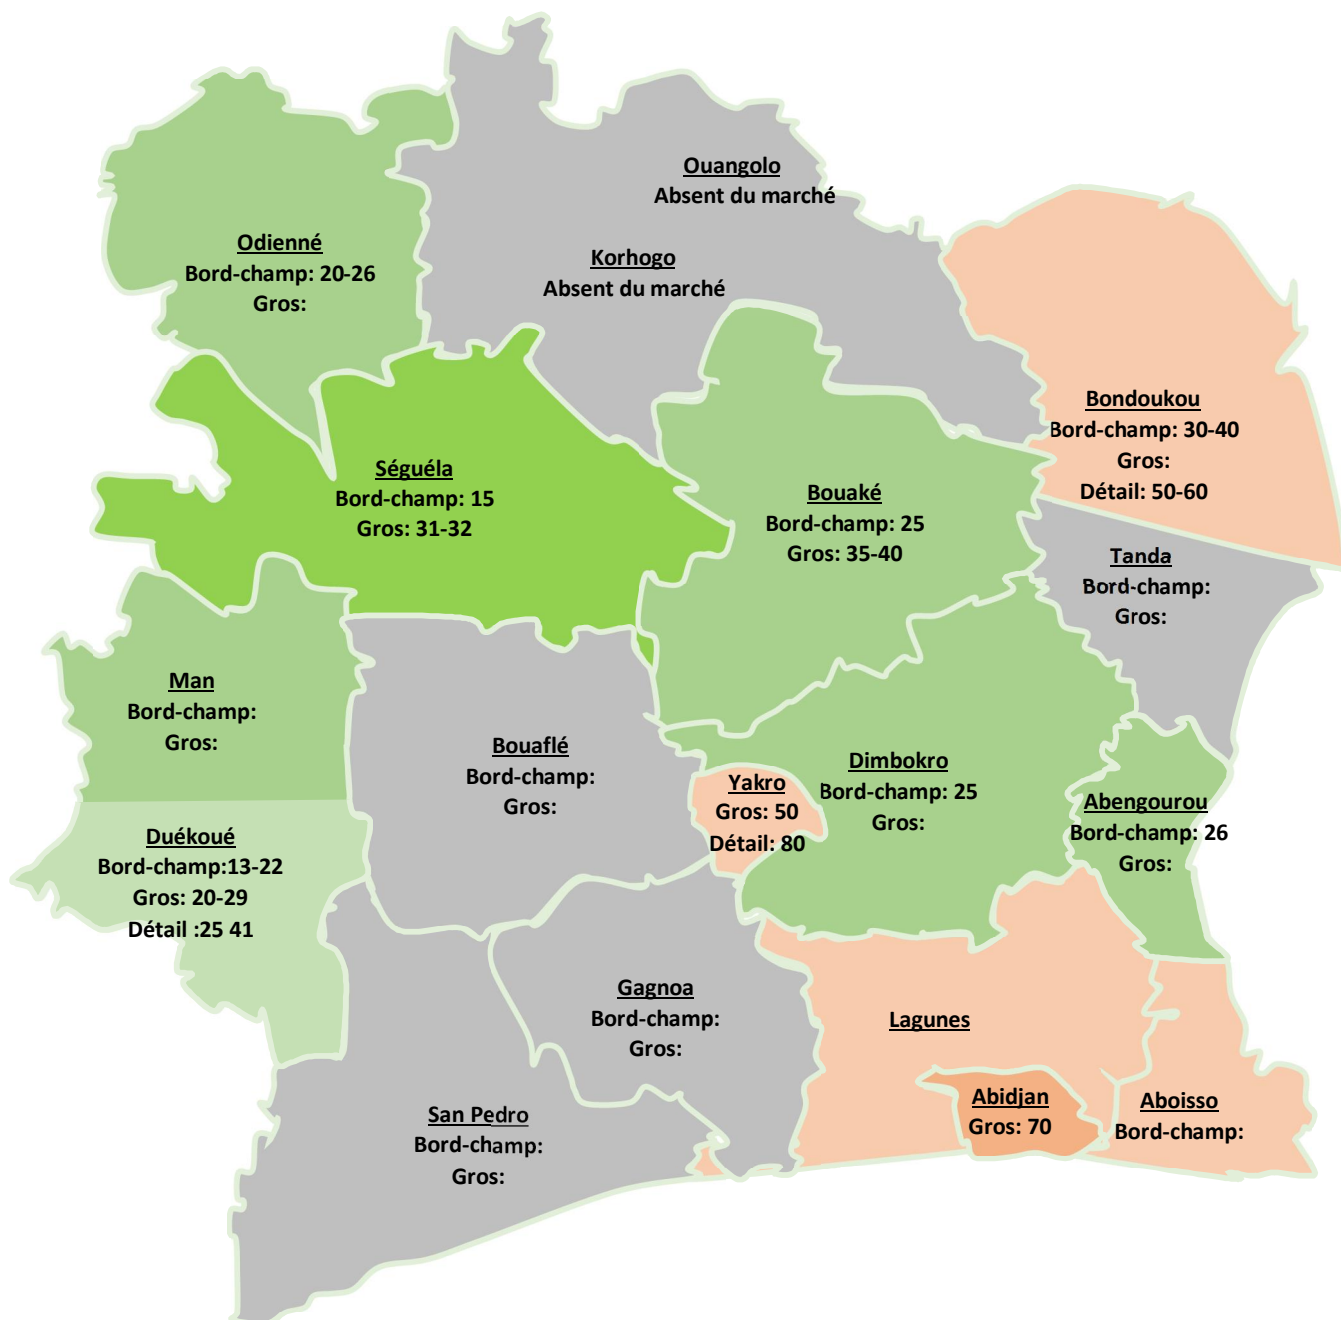 Ouangolo
Absent du marché
Korhogo
Absent du marché
Odienné
Bord-champ: 20-26
Gros:
Bondoukou
Bord-champ: 30-40
Gros:
Détail: 50-60
Séguéla
Bord-champ: 15
Gros: 31-32
Bouaké
Bord-champ: 25
Gros: 35-40
Tanda
Bord-champ:
Gros:
Man
Bord-champ:
Gros:
Bouaflé
Bord-champ:
Gros:
Yakro
Gros: 50
Détail: 80
Dimbokro
Bord-champ: 25
Gros:
Abengourou
Bord-champ: 26
Gros:
Duékoué
Bord-champ:13-22
Gros: 20-29
Détail :25 41
Gagnoa
Bord-champ:
Gros:
Lagunes
San Pedro
Bord-champ:
Gros:
Abidjan
Gros: 70
Aboisso
Bord-champ: